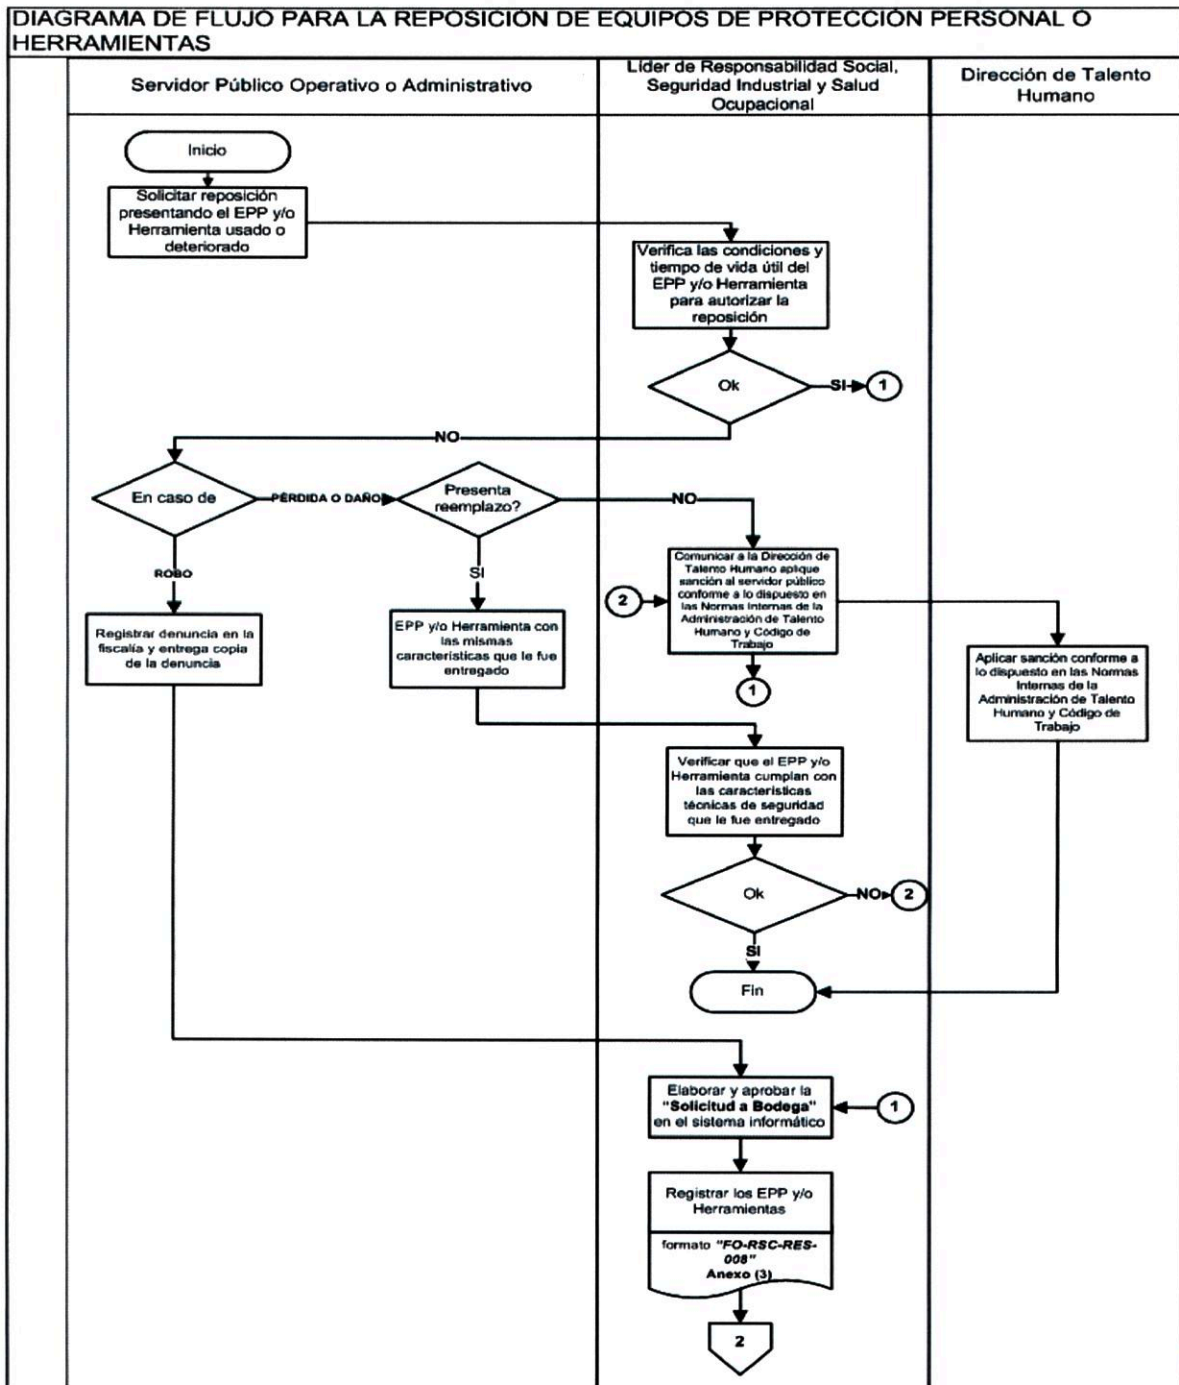 DIAGRAMA DE FLUJO PARA LA REPOSICIÓN DE EQUIPOS DE PROTECCIÓN PERSONAL O
HERRAMIENTAS
Servidor Público Operativo o Administrativo
Líder de Responsabilidad Social,
Seguridad Industrial y Salud
Ocupacional
Dirección de Talento
Humano
Inicio
Solicitar reposición
presentando el EPP y/o
Herramienta usado o
deteriorado
Verifica las condiciones y
tiempo de vida útil del
EPP y/o Herramienta
para autorizar la
reposición
Ok
SI
1
NO
En caso de
PÉRDIDA O DAÑO
Presenta
reemplazo?
NO
ROBO
SI
Comunicar a la Dirección de
Talento Humano aplique
sanción al servidor público
conforme a lo dispuesto en
las Normas Internas de la
Administración de Talento
Humano y Código de
Trabajo
2
1
Registrar denuncia en la
fiscalía y entrega copia
de la denuncia
EPP y/o Herramienta con
las mismas
características que le fue
entregado
Aplicar sanción conforme a
lo dispuesto en las Normas
Internas de la
Administración de Talento
Humano y Código de
Trabajo
Verificar que el EPP y/o
Herramienta cumplan con
las características
técnicas de seguridad
que le fue entregado
Ok
NO
2
SI
Fin
Elaborar y aprobar la
"Solicitud a Bodega"
en el sistema informático
1
Registrar los EPP y/o
Herramientas
formato "FO-RSC-RES-
008"
Anexo (3)
2